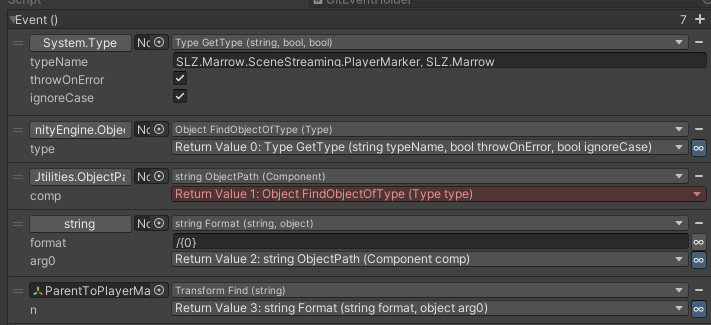 Script
UltEventHolder
Event ()
7 +
System.Type
Type GetType (string, bool, bool)
typeName
SLZ.Marrow.SceneStreaming.PlayerMarker, SLZ.Marrow
throwOnError
ignoreCase
nityEngine.Objec
Object FindObjectOfType (Type)
type
Return Value 0: Type GetType (string typeName, bool throwOnError, bool ignoreCase)
Jtilities.ObjectPa
string ObjectPath (Component)
comp
Return Value 1: Object FindObjectOfType (Type type)
string
string Format (string, object)
format
/{0}
arg0
Return Value 2: string ObjectPath (Component comp)
ParentToPlayerMa
Transform Find (string)
n
Return Value 3: string Format (string format, object arg0)